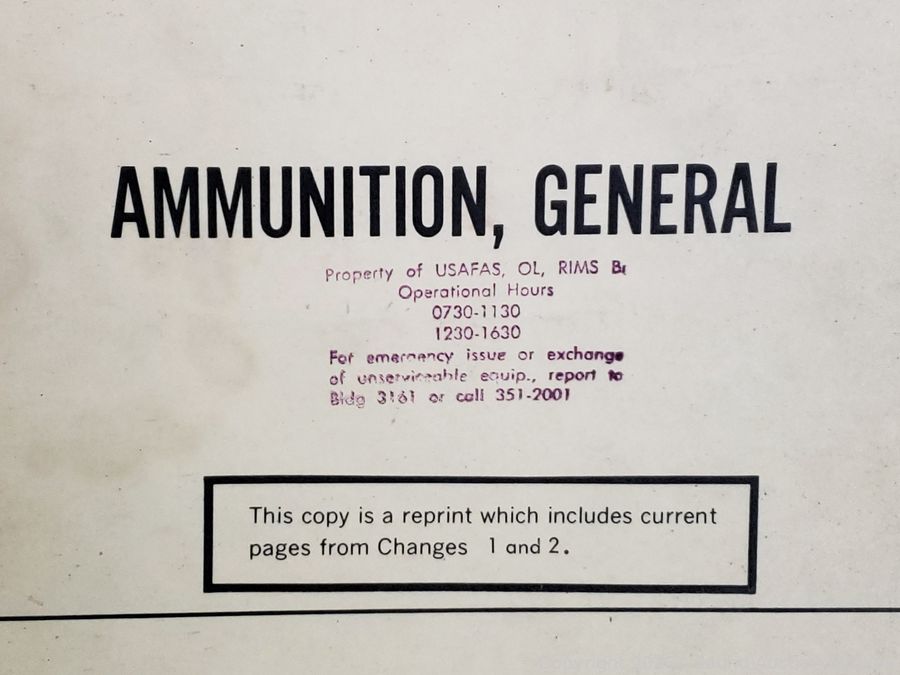 AMMUNITION, GENERAL
Property of USAFAS, OL, RIMS Br
Operational Hours
0730-1130
1230-1630
For emergency issue or exchange
of unserviceable equip., report to
Bldg 3161 or call 351-2001
This copy is a reprint which includes current
pages from Changes 1 and 2.